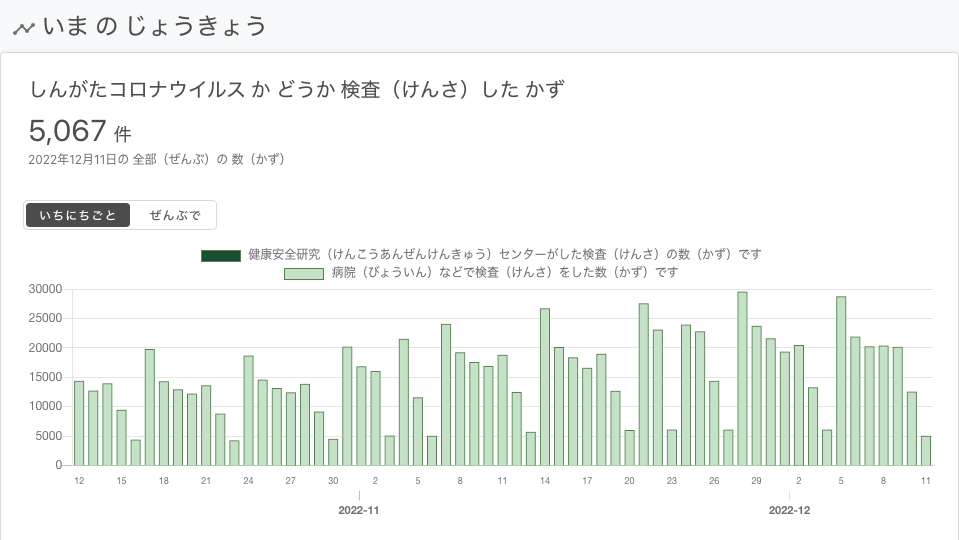 いま の じょうきょう
しんがたコロナウイルス か どうか 検査（けんさ）した かず
5,067 件
2022年12月11日の 全部（ぜんぶ）の 数（かず）
いちにちごと ぜんぶで
健康安全研究（けんこうあんぜんけんきゅう）センターがした検査（けんさ）の数（かず）です
病院（びょういん）などで検査（けんさ）をした数（かず）です
30000
25000
20000
15000
10000
5000
0
12 15 18 21 24 27 30 2 5 8 11 14 17 20 23 26 29 2 5 8 11
2022-11 2022-12